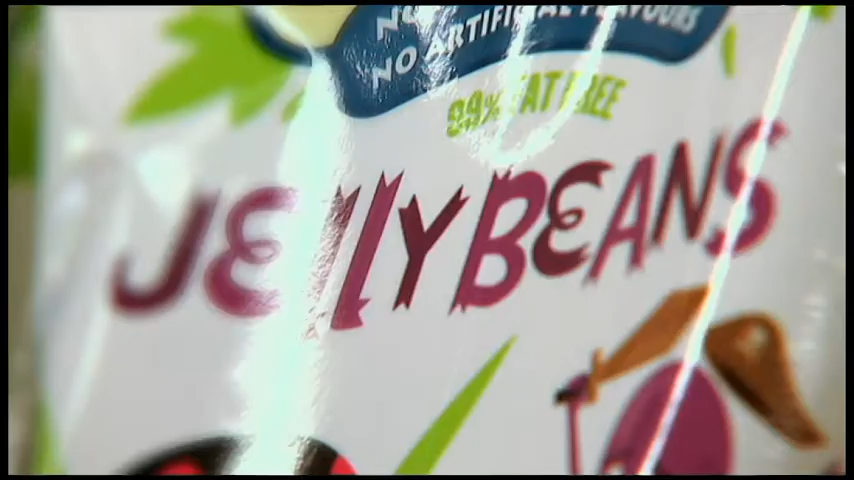 NO ARTIFICIAL FLAVOURS
99% FAT FREE
JELLYBEANS